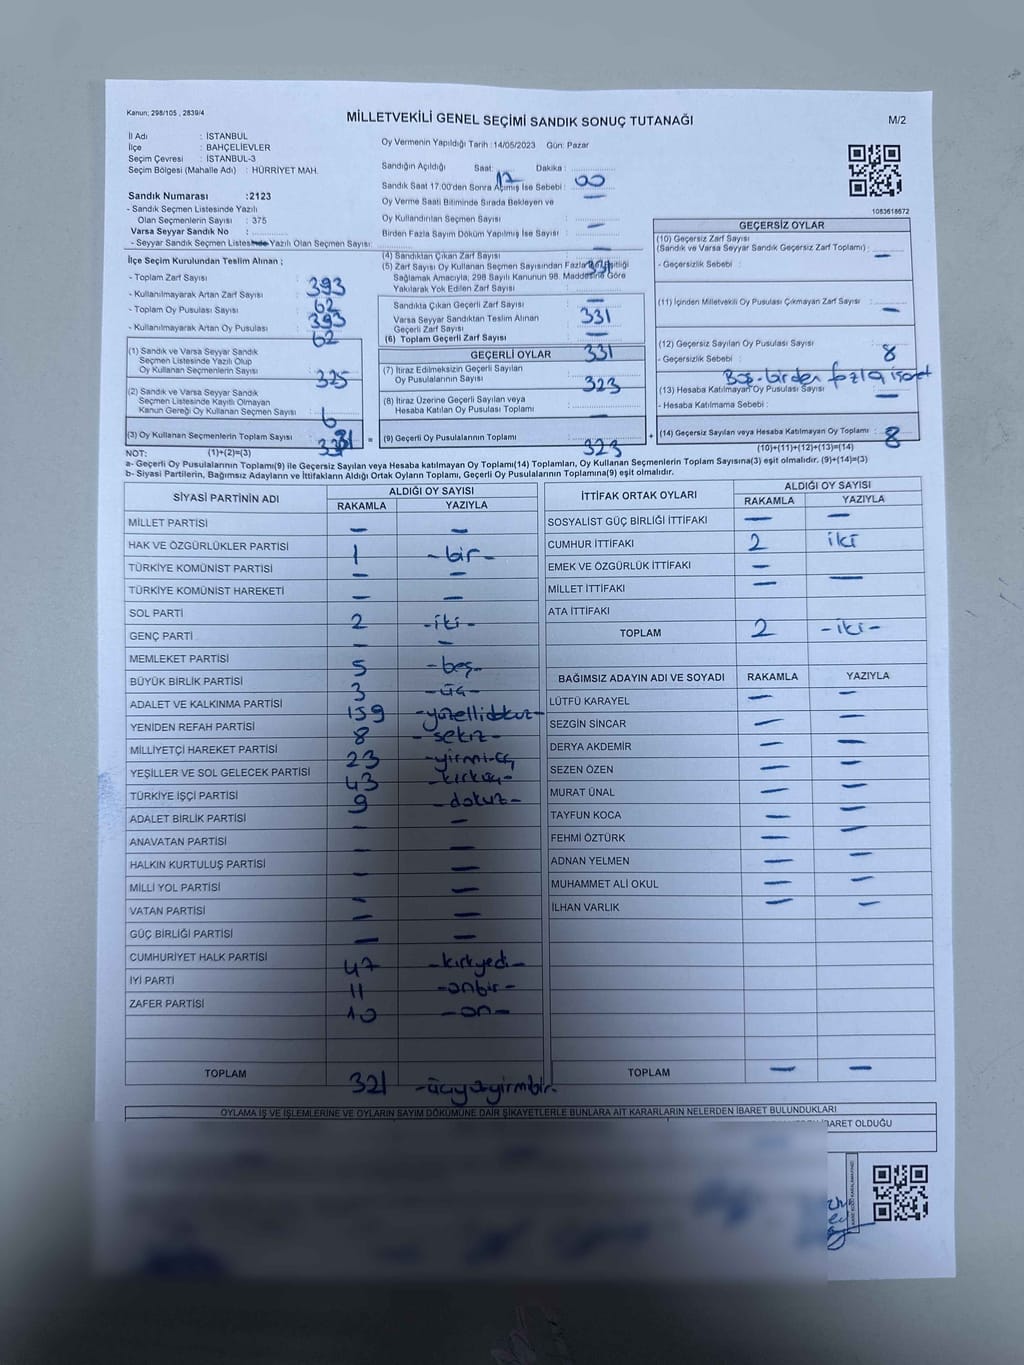 Kanun; 298/105 , 2839/4
MİLLETVEKİLİ GENEL SEÇİMİ SANDIK SONUÇ TUTANAĞI
M/2
İl Adı : İSTANBUL
İlçe : BAHÇELİEVLER
Seçim Çevresi : İSTANBUL-3
Seçim Bölgesi (Mahalle Adı) : HÜRRİYET MAH.
Sandık Numarası :2123
- Sandık Seçmen Listesinde Yazılı
Olan Seçmenlerin Sayısı : 375
Varsa Seyyar Sandık No :
- Seyyar Sandık Seçmen Listesinde Yazılı Olan Seçmen Sayısı:
Oy Vermenin Yapıldığı Tarih :14/05/2023 Gün: Pazar
Sandığın Açıldığı Saat: 17 Dakika : 00
Sandık Saat 17.00'den Sonra Açılmış İse Sebebi : —
Oy Verme Saati Bitiminde Sırada Bekleyen ve
Oy Kullandırılan Seçmen Sayısı : —
Birden Fazla Sayım Döküm Yapılmış İse Sayısı : —
1083618672
İlçe Seçim Kurulundan Teslim Alınan ;
- Toplam Zarf Sayısı : 393
- Kullanılmayarak Artan Zarf Sayısı : 62
- Toplam Oy Pusulası Sayısı : 393
- Kullanılmayarak Artan Oy Pusulası : 62
(1) Sandık ve Varsa Seyyar Sandık
Seçmen Listesinde Yazılı Olup
Oy Kullanan Seçmenlerin Sayısı : 325
(2) Sandık ve Varsa Seyyar Sandık
Seçmen Listesinde Kayıtlı Olmayan
Kanun Gereği Oy Kullanan Seçmen Sayısı : 6
(3) Oy Kullanan Seçmenlerin Toplam Sayısı : 331
(1)+(2)=(3)
(4) Sandıktan Çıkan Zarf Sayısı : 331
(5) Zarf Sayısı Oy Kullanan Seçmen Sayısından Fazla İse Eşitliği
Sağlamak Amacıyla, 298 Sayılı Kanunun 98. Maddesine Göre
Yakılarak Yok Edilen Zarf Sayısı : —
Sandıkta Çıkan Geçerli Zarf Sayısı : 331
Varsa Seyyar Sandıktan Teslim Alınan
Geçerli Zarf Sayısı : —
(6) Toplam Geçerli Zarf Sayısı : 331
GEÇERLİ OYLAR
(7) İtiraz Edilmeksizin Geçerli Sayılan
Oy Pusulalarının Sayısı : 323
(8) İtiraz Üzerine Geçerli Sayılan veya
Hesaba Katılan Oy Pusulası Toplamı : —
= (9) Geçerli Oy Pusulalarının Toplamı : 323
GEÇERSİZ OYLAR
(10) Geçersiz Zarf Sayısı
(Sandık ve Varsa Seyyar Sandık Geçersiz Zarf Toplamı) : —
- Geçersizlik Sebebi :
(11) İçinden Milletvekili Oy Pusulası Çıkmayan Zarf Sayısı : —
(12) Geçersiz Sayılan Oy Pusulası Sayısı : 8
- Geçersizlik Sebebi : Boş-birden fazla işaret
(13) Hesaba Katılmayan Oy Pusulası Sayısı : —
- Hesaba Katılmama Sebebi :
+ (14) Geçersiz Sayılan veya Hesaba Katılmayan Oy Toplamı : 8
(10)+(11)+(12)+(13)=(14)
NOT:
a- Geçerli Oy Pusulalarının Toplamı(9) ile Geçersiz Sayılan veya Hesaba katılmayan Oy Toplamı(14) Toplamları, Oy Kullanan Seçmenlerin Toplam Sayısına(3) eşit olmalıdır. (9)+(14)=(3)
b- Siyasi Partilerin, Bağımsız Adayların ve İttifakların Aldığı Ortak Oyların Toplamı, Geçerli Oy Pusulalarının Toplamına(9) eşit olmalıdır.
SİYASİ PARTİNİN ADI ALDIĞI OY SAYISI
RAKAMLA YAZIYLA
MİLLET PARTİSİ — —
HAK VE ÖZGÜRLÜKLER PARTİSİ 1 -bir-
TÜRKİYE KOMÜNİST PARTİSİ — —
TÜRKİYE KOMÜNİST HAREKETİ — —
SOL PARTİ 2 -iki-
GENÇ PARTİ — —
MEMLEKET PARTİSİ 5 -beş-
BÜYÜK BİRLİK PARTİSİ 3 -üç-
ADALET VE KALKINMA PARTİSİ 159 -yüzellidokuz-
YENİDEN REFAH PARTİSİ 8 -sekiz-
MİLLİYETÇİ HAREKET PARTİSİ 23 -yirmiüç
YEŞİLLER VE SOL GELECEK PARTİSİ 43 -kırküç-
TÜRKİYE İŞÇİ PARTİSİ 9 -dokuz-
ADALET BİRLİK PARTİSİ — —
ANAVATAN PARTİSİ — —
HALKIN KURTULUŞ PARTİSİ — —
MİLLİ YOL PARTİSİ —
VATAN PARTİSİ — —
GÜÇ BİRLİĞİ PARTİSİ — —
CUMHURİYET HALK PARTİSİ 47 -kırkyedi-
İYİ PARTİ 11 -onbir-
ZAFER PARTİSİ 10 -on-
TOPLAM 321 -üçyüzyirmibir-
İTTİFAK ORTAK OYLARI ALDIĞI OY SAYISI
RAKAMLA YAZIYLA
SOSYALİST GÜÇ BİRLİĞİ İTTİFAKI — —
CUMHUR İTTİFAKI 2 iki
EMEK VE ÖZGÜRLÜK İTTİFAKI —
MİLLET İTTİFAKI — —
ATA İTTİFAKI
TOPLAM 2 -iki-
BAĞIMSIZ ADAYIN ADI VE SOYADI RAKAMLA YAZIYLA
LÜTFÜ KARAYEL — —
SEZGİN SİNCAR — —
DERYA AKDEMİR — —
SEZEN ÖZEN — —
MURAT ÜNAL — —
TAYFUN KOCA — —
FEHMİ ÖZTÜRK — —
ADNAN YELMEN — —
MUHAMMET ALİ OKUL — —
İLHAN VARLIK — —
TOPLAM — —
OYLAMA İŞ VE İŞLEMLERİNE VE OYLARIN SAYIM DÖKÜMÜNE DAİR ŞİKAYETLERLE BUNLARA AİT KARARLARIN NELERDEN İBARET BULUNDUKLARI
İBARET OLDUĞU